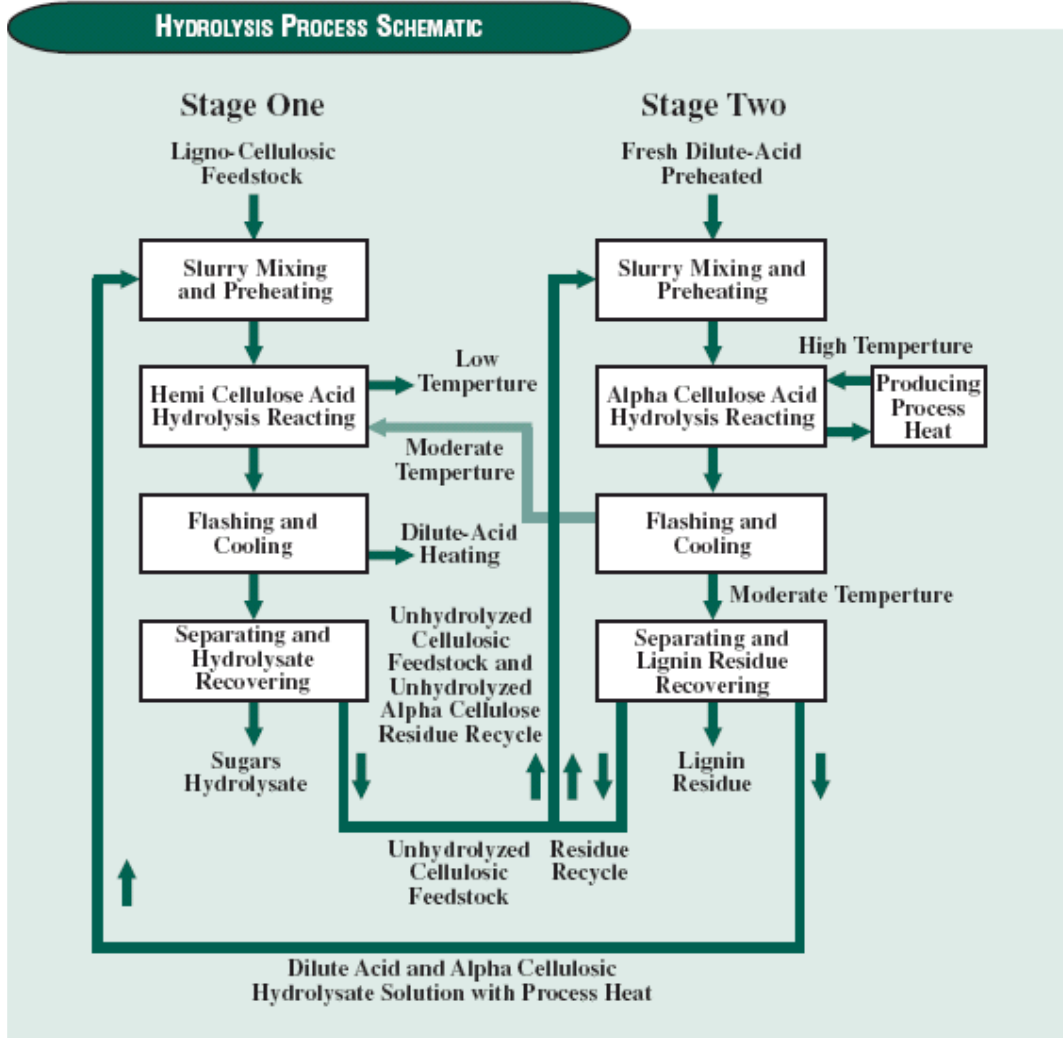 HYDROLYSIS PROCESS SCHEMATIC
Stage One
Ligno-Cellulosic
Feedstock
Slurry Mixing
and Preheating
Hemi Cellulose Acid
Hydrolysis Reacting
Low
Temperture
Moderate
Temperture
Flashing and
Cooling
Dilute-Acid
Heating
Separating and
Hydrolysate
Recovering
Unhydrolyzed
Cellulosic
Feedstock and
Unhydrolyzed
Alpha Cellulose
Residue Recycle
Sugars
Hydrolysate
Stage Two
Fresh Dilute-Acid
Preheated
Slurry Mixing and
Preheating
High Temperature
Alpha Cellulose Acid
Hydrolysis Reacting
Producing
Process
Heat
Flashing and
Cooling
Moderate Temperture
Separating and
Lignin Residue
Recovering
Lignin
Residue
Unhydrolyzed
Cellulosic
Feedstock
Residue
Recycle
Dilute Acid and Alpha Cellulosic
Hydrolysate Solution with Process Heat